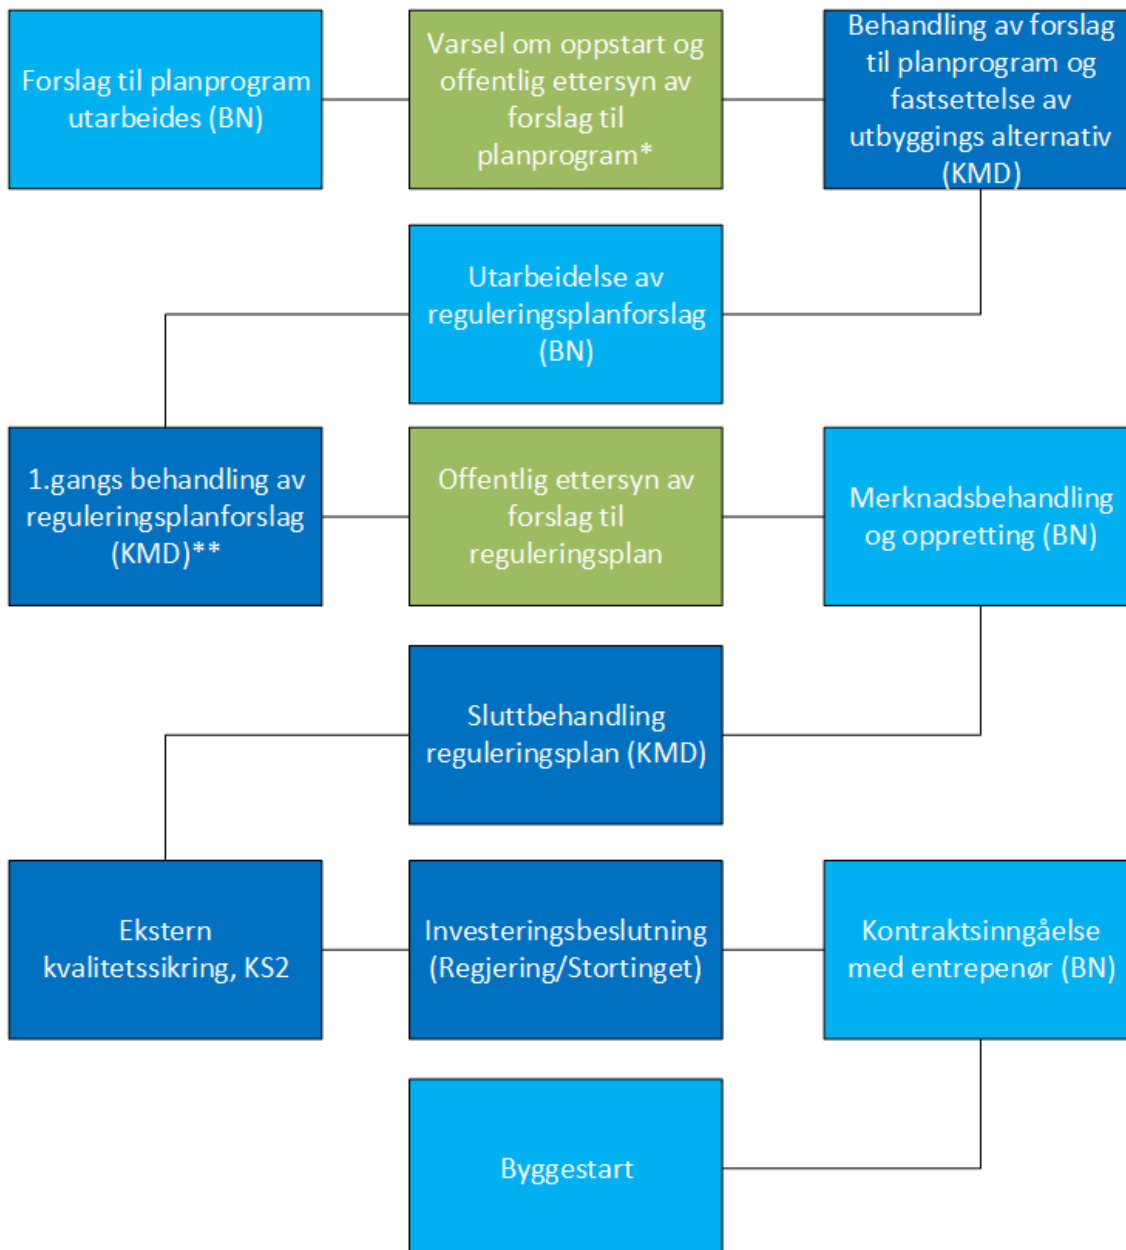 Forslag til planprogram
utarbeides (BN)
Varsel om oppstart og
offentlig ettersyn av
forslag til
planprogram*
Behandling av forslag
til planprogram og
fastsettelse av
utbyggings alternativ
(KMD)
Utarbeidelse av
reguleringsplanforslag
(BN)
1.gangs behandling av
reguleringsplanforslag
(KMD)**
Offentlig ettersyn av
forslag til
reguleringsplan
Merknadsbehandling
og oppretting (BN)
Sluttbehandling
reguleringsplan (KMD)
Ekstern
kvalitetssikring, KS2
Investeringsbeslutning
(Regjering/Stortinget)
Kontraktsinngåelse
med entrepenør (BN)
Byggestart